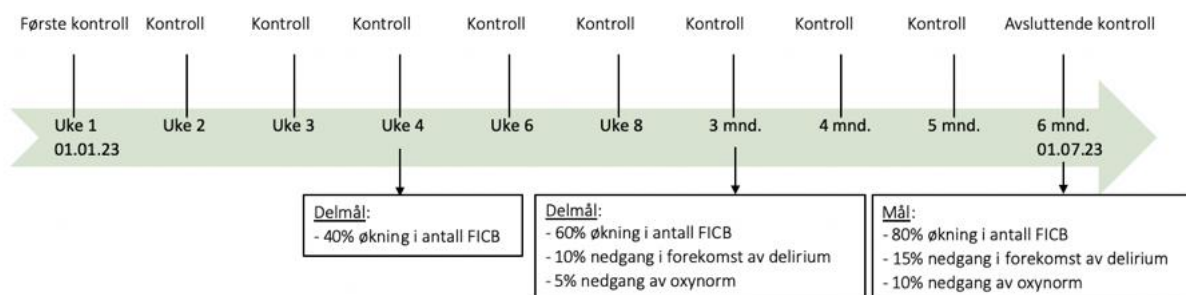 Første kontroll Kontroll Kontroll Kontroll Kontroll Kontroll Kontroll Kontroll Kontroll Avsluttende kontroll
Uke 1 Uke 2 Uke 3 Uke 4 Uke 6 Uke 8 3 mnd. 4 mnd. 5 mnd. 6 mnd.
01.01.23 01.07.23
Delmål:
- 40% økning i antall FICB
Delmål:
- 60% økning i antall FICB
- 10% nedgang i forekomst av delirium
- 5% nedgang av oxynorm
Mål:
- 80% økning i antall FICB
- 15% nedgang i forekomst av delirium
- 10% nedgang av oxynorm